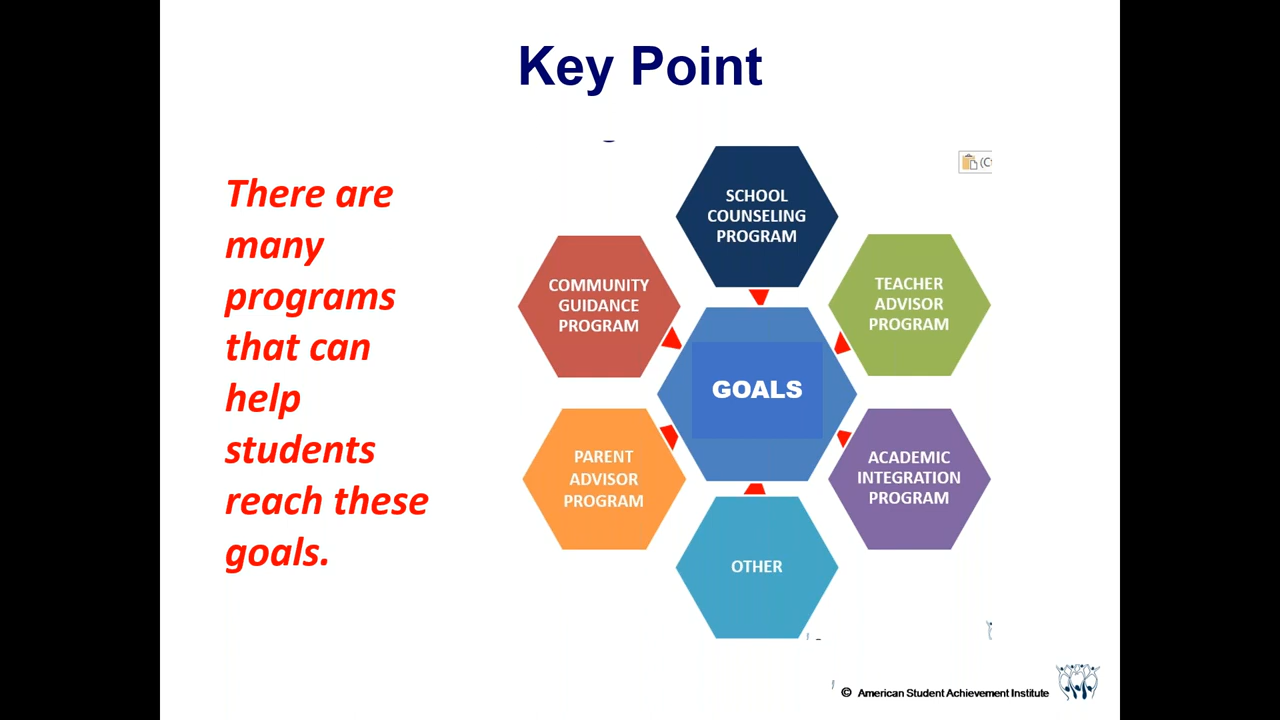 Key Point
There are
many
programs
that can
help
students
reach these
goals.
SCHOOL
COUNSELING
PROGRAM
COMMUNITY
GUIDANCE
PROGRAM
TEACHER
ADVISOR
PROGRAM
GOALS
PARENT
ADVISOR
PROGRAM
ACADEMIC
INTEGRATION
PROGRAM
OTHER
© American Student Achievement Institute